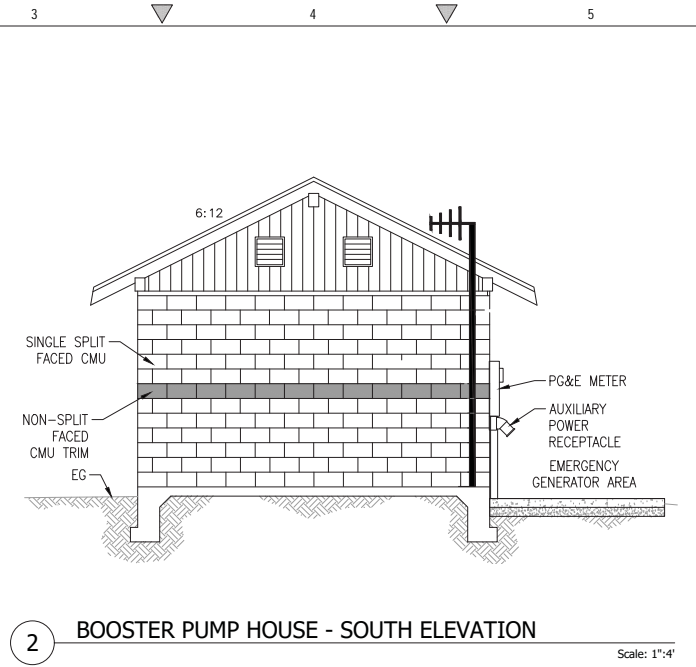 3 4 5
6:12
SINGLE SPLIT
FACED CMU
NON-SPLIT
FACED
CMU TRIM
EG
PG&E METER
AUXILIARY
POWER
RECEPTACLE
EMERGENCY
GENERATOR AREA
2 BOOSTER PUMP HOUSE - SOUTH ELEVATION
Scale: 1":4'